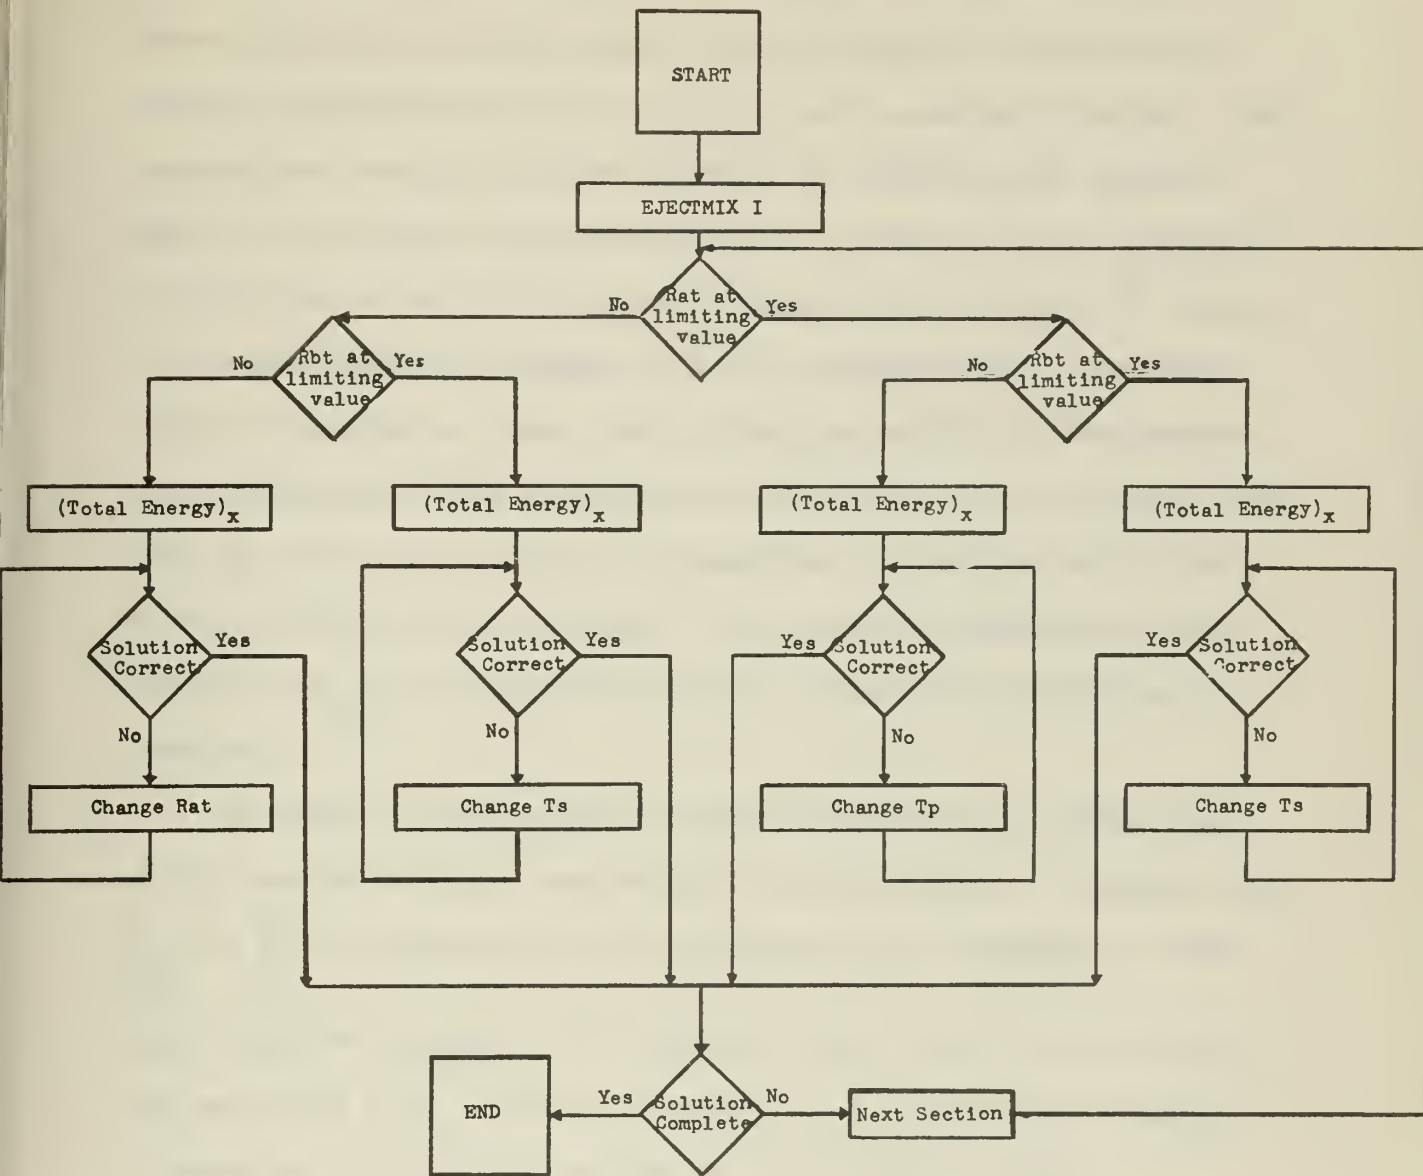 START
EJECTMIX I
No
Rat at
limiting
value
Yes
No
Rbt at
limiting
value
Yes
No
Rbt at
limiting
value
Yes
(Total Energy)x
(Total Energy)x
(Total Energy)x
(Total Energy)x
Solution
Correct
Yes
Solution
Correct
Yes
Yes
Solution
Correct
Yes
Solution
Correct
No
No
No
No
Change Rat
Change Ts
Change Tp
Change Ts
END
Yes
Solution
Complete
No
Next Section